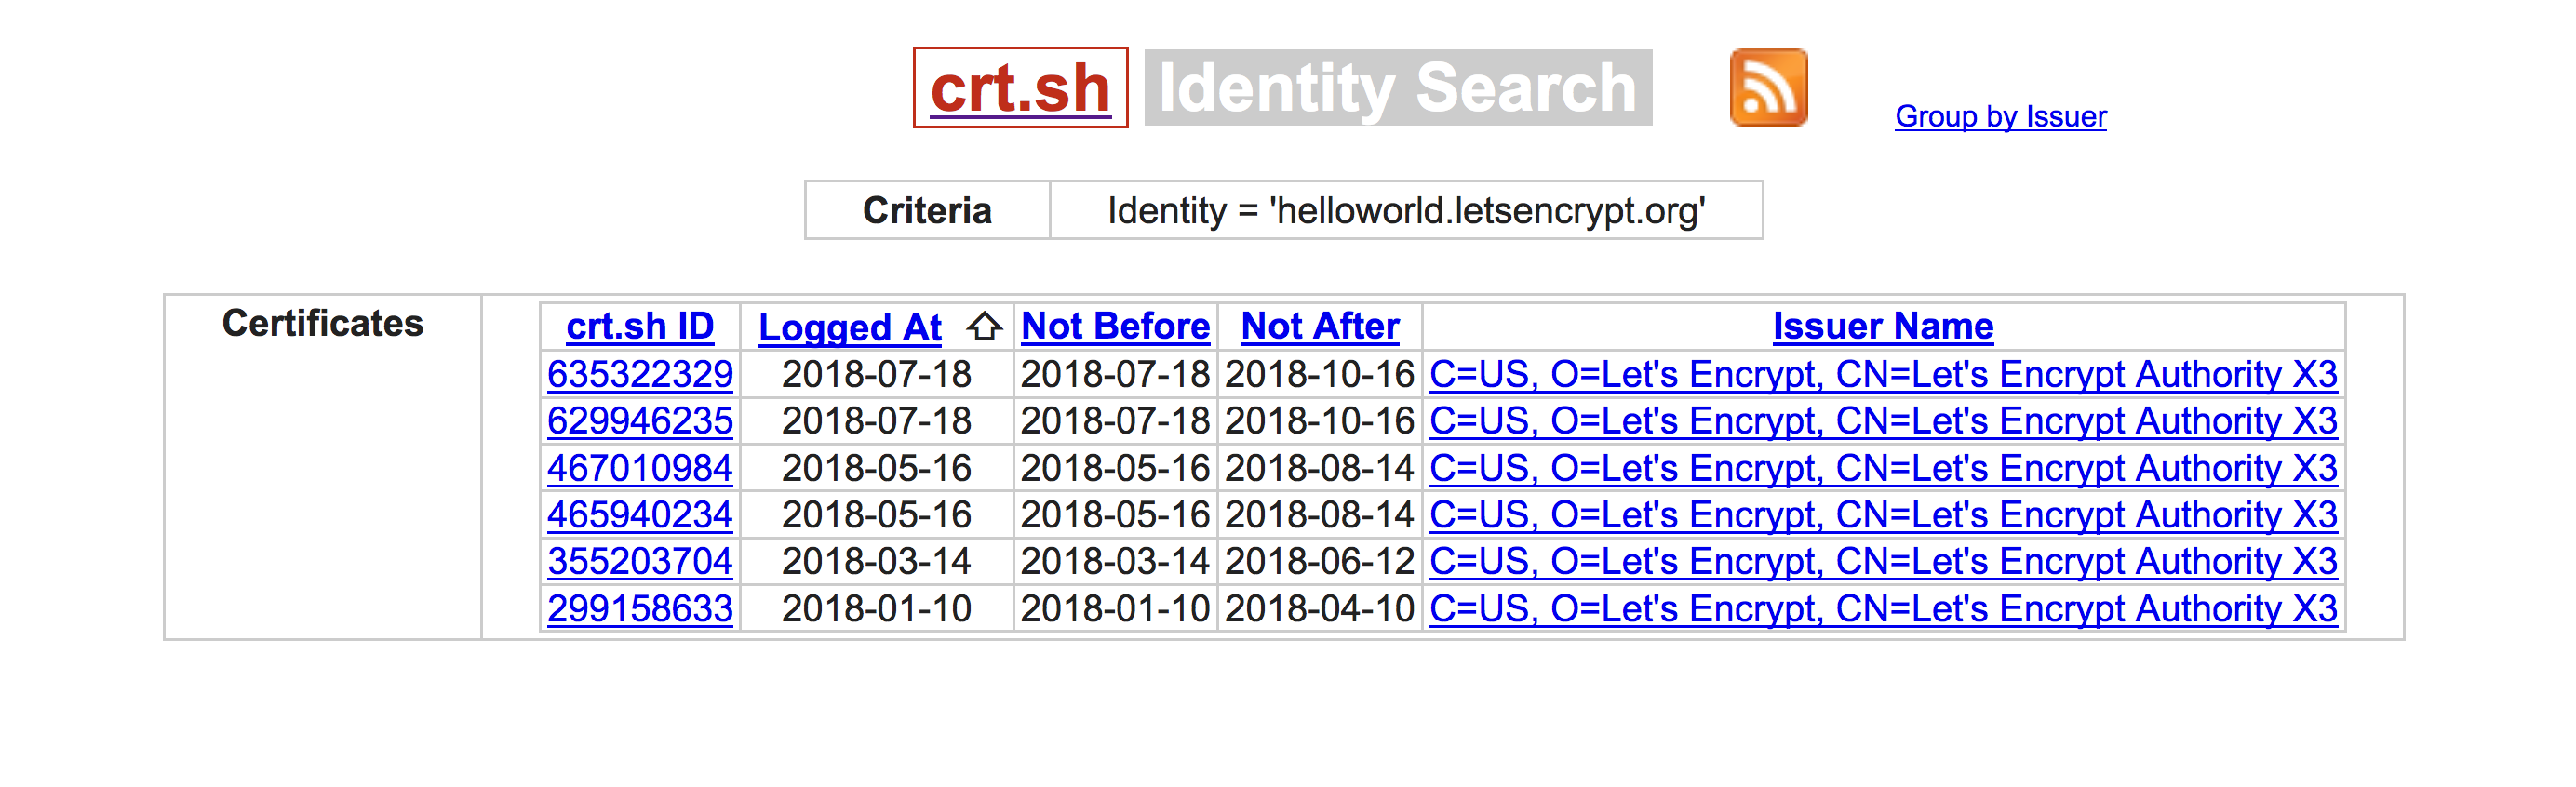 crt.sh Identity Search Group by Issuer
Criteria Identity = 'helloworld.letsencrypt.org'
Certificates crt.sh ID Logged At Not Before Not After Issuer Name
635322329 2018-07-18 2018-07-18 2018-10-16 C=US, O=Let's Encrypt, CN=Let's Encrypt Authority X3
629946235 2018-07-18 2018-07-18 2018-10-16 C=US, O=Let's Encrypt, CN=Let's Encrypt Authority X3
467010984 2018-05-16 2018-05-16 2018-08-14 C=US, O=Let's Encrypt, CN=Let's Encrypt Authority X3
465940234 2018-05-16 2018-05-16 2018-08-14 C=US, O=Let's Encrypt, CN=Let's Encrypt Authority X3
355203704 2018-03-14 2018-03-14 2018-06-12 C=US, O=Let's Encrypt, CN=Let's Encrypt Authority X3
299158633 2018-01-10 2018-01-10 2018-04-10 C=US, O=Let's Encrypt, CN=Let's Encrypt Authority X3